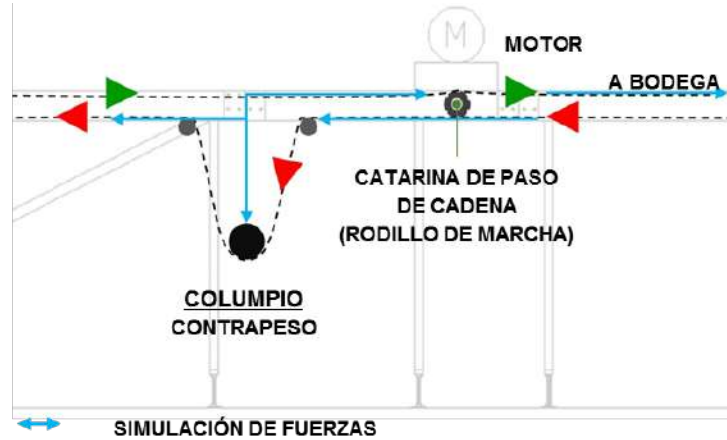 M
MOTOR
A BODEGA
CATARINA DE PASO
DE CADENA
(RODILLO DE MARCHA)
COLUMPIO
CONTRAPESO
SIMULACIÓN DE FUERZAS